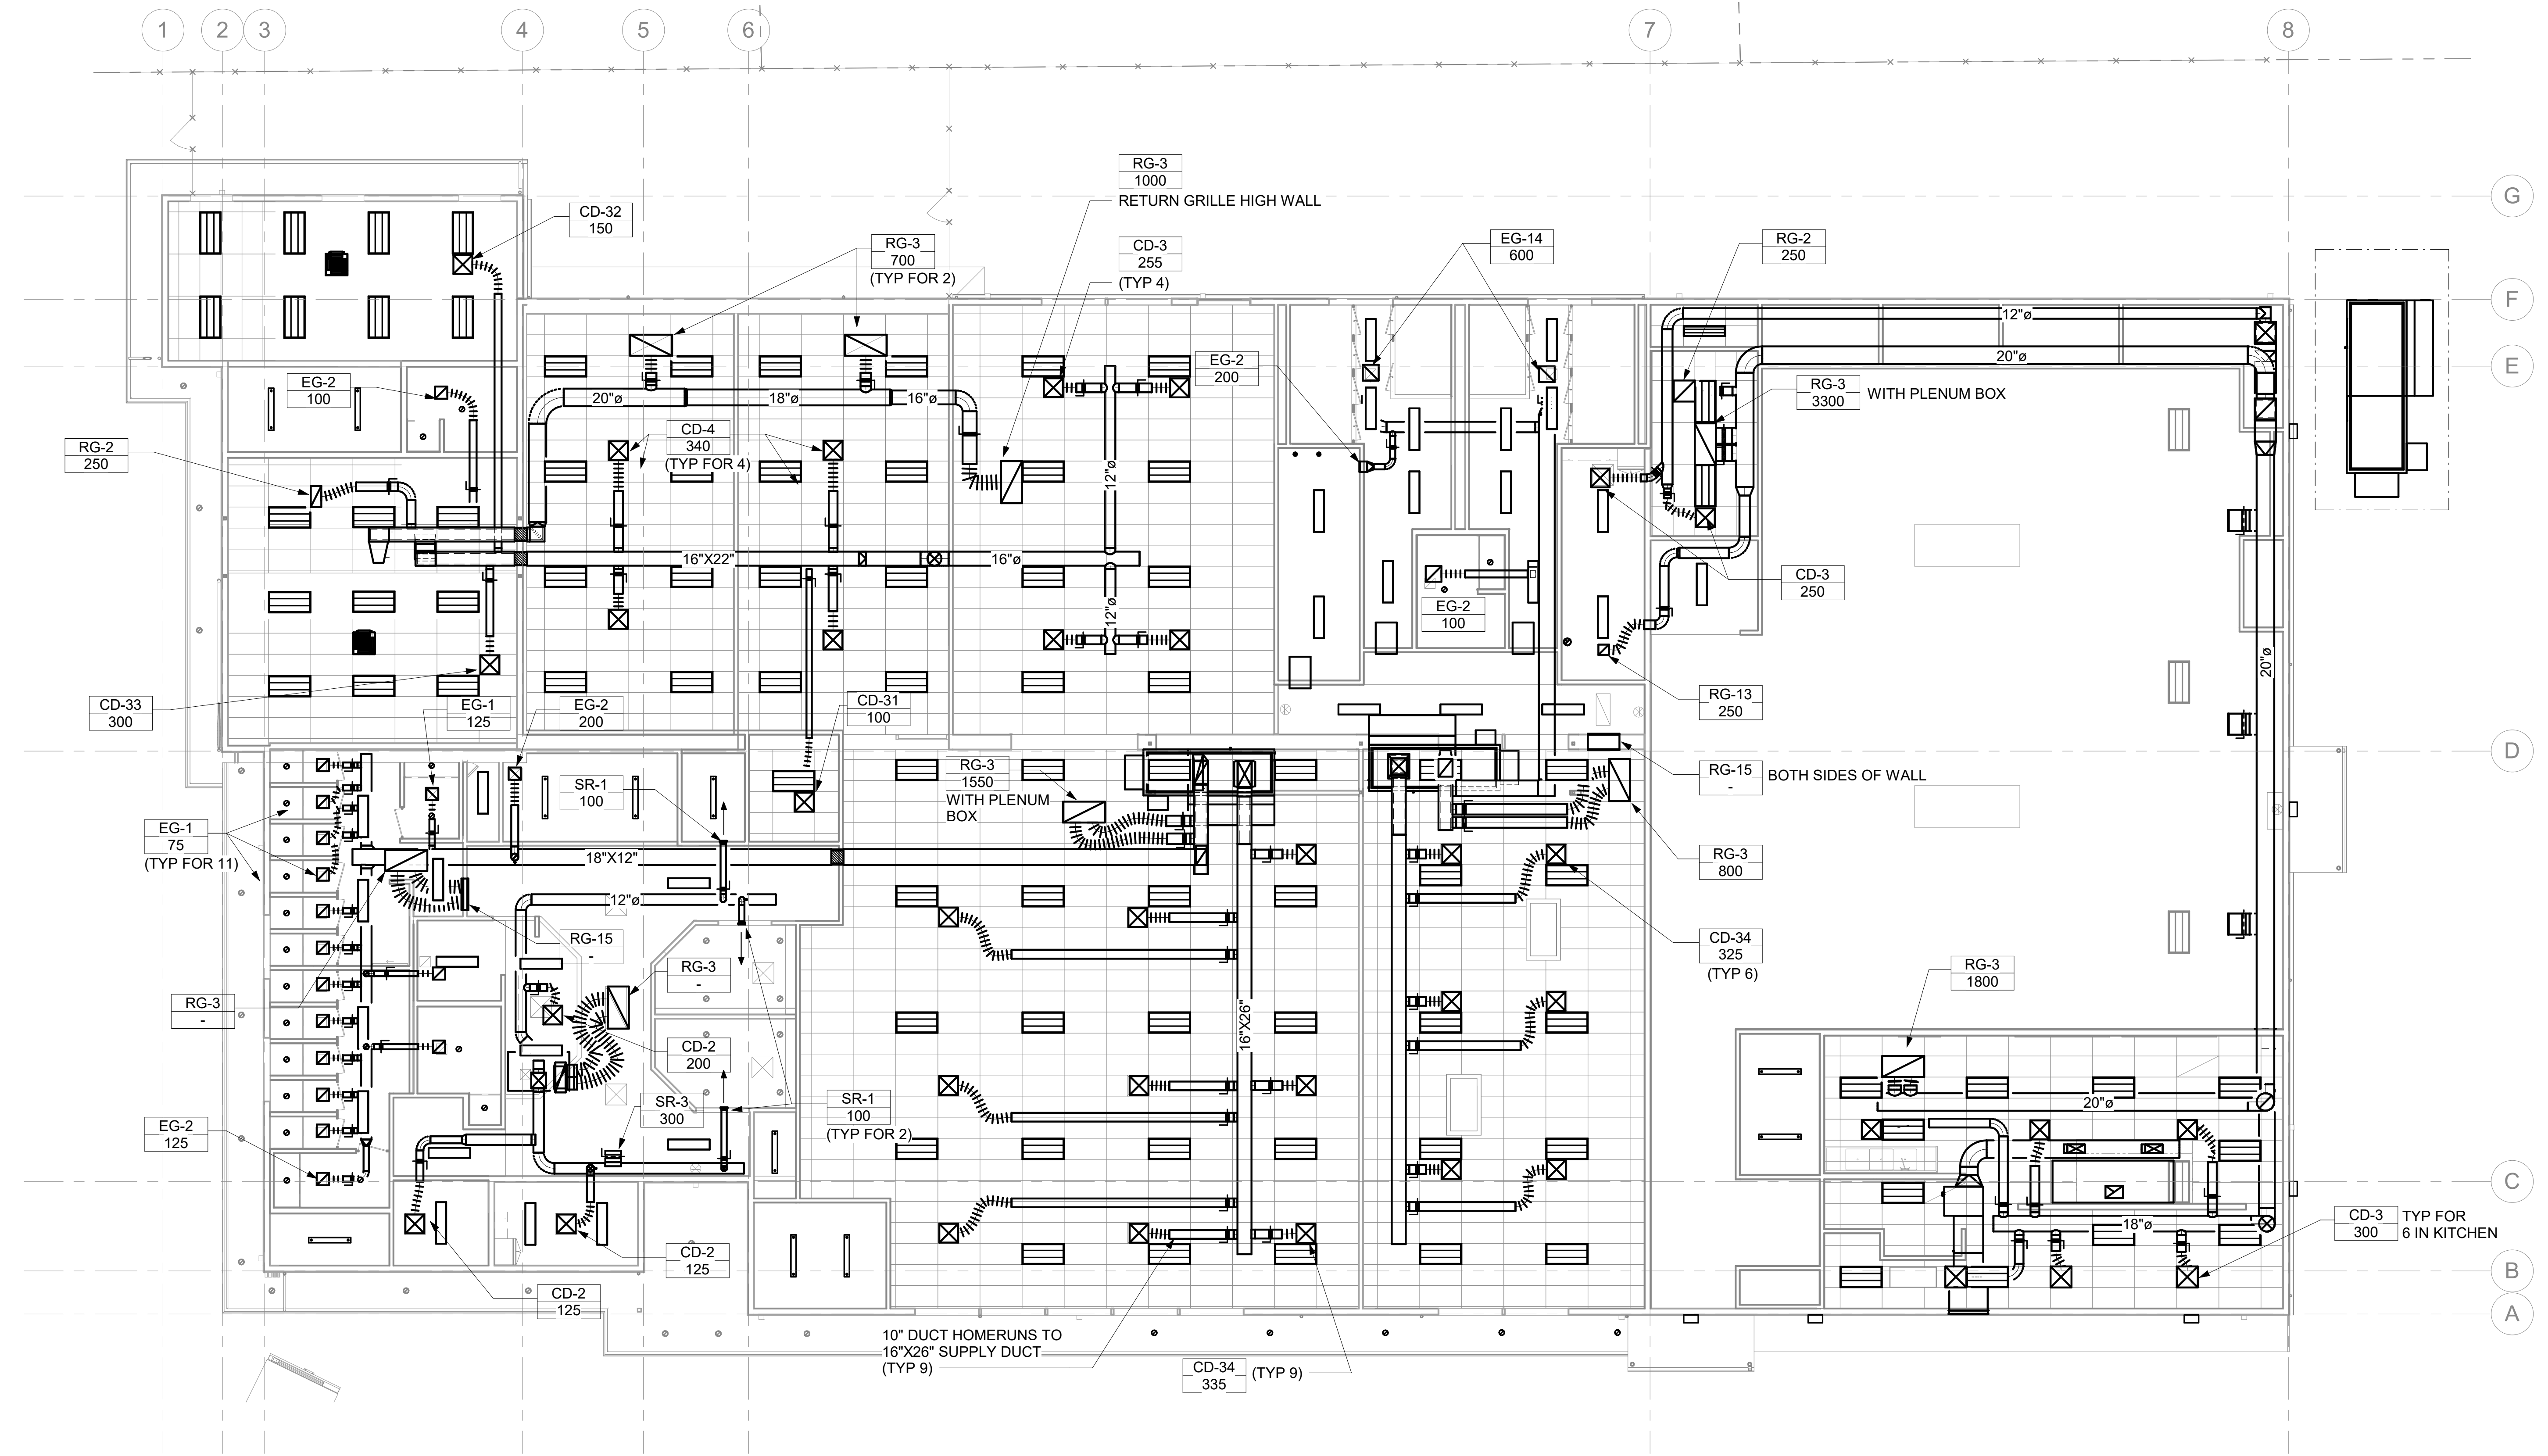 1
2
3
4
5
6
7
8
RG-3
1000
RETURN GRILLE HIGH WALL
G
CD-32
150
RG-3
700
(TYP FOR 2)
CD-3
255
(TYP 4)
EG-14
600
RG-2
250
F
12"ø
20"ø
E
EG-2
100
EG-2
200
RG-3
3300
WITH PLENUM BOX
20"ø
18"ø
16"ø
RG-2
250
CD-4
340
(TYP FOR 4)
12"ø
16"X22"
16"ø
12"ø
EG-2
100
CD-3
250
20"ø
CD-33
300
EG-1
125
EG-2
200
CD-31
100
RG-13
250
D
SR-1
100
RG-3
1550
WITH PLENUM
BOX
RG-15
-
BOTH SIDES OF WALL
EG-1
75
(TYP FOR 11)
18"X12"
RG-3
800
12"ø
RG-15
-
CD-34
325
(TYP 6)
RG-3
-
RG-3
-
RG-3
1800
16"X26"
CD-2
200
SR-3
300
SR-1
100
(TYP FOR 2)
20"ø
EG-2
125
C
18"ø
CD-3
300
TYP FOR
6 IN KITCHEN
CD-2
125
CD-2
125
B
A
10" DUCT HOMERUNS TO
16"X26" SUPPLY DUCT
(TYP 9)
CD-34
335
(TYP 9)